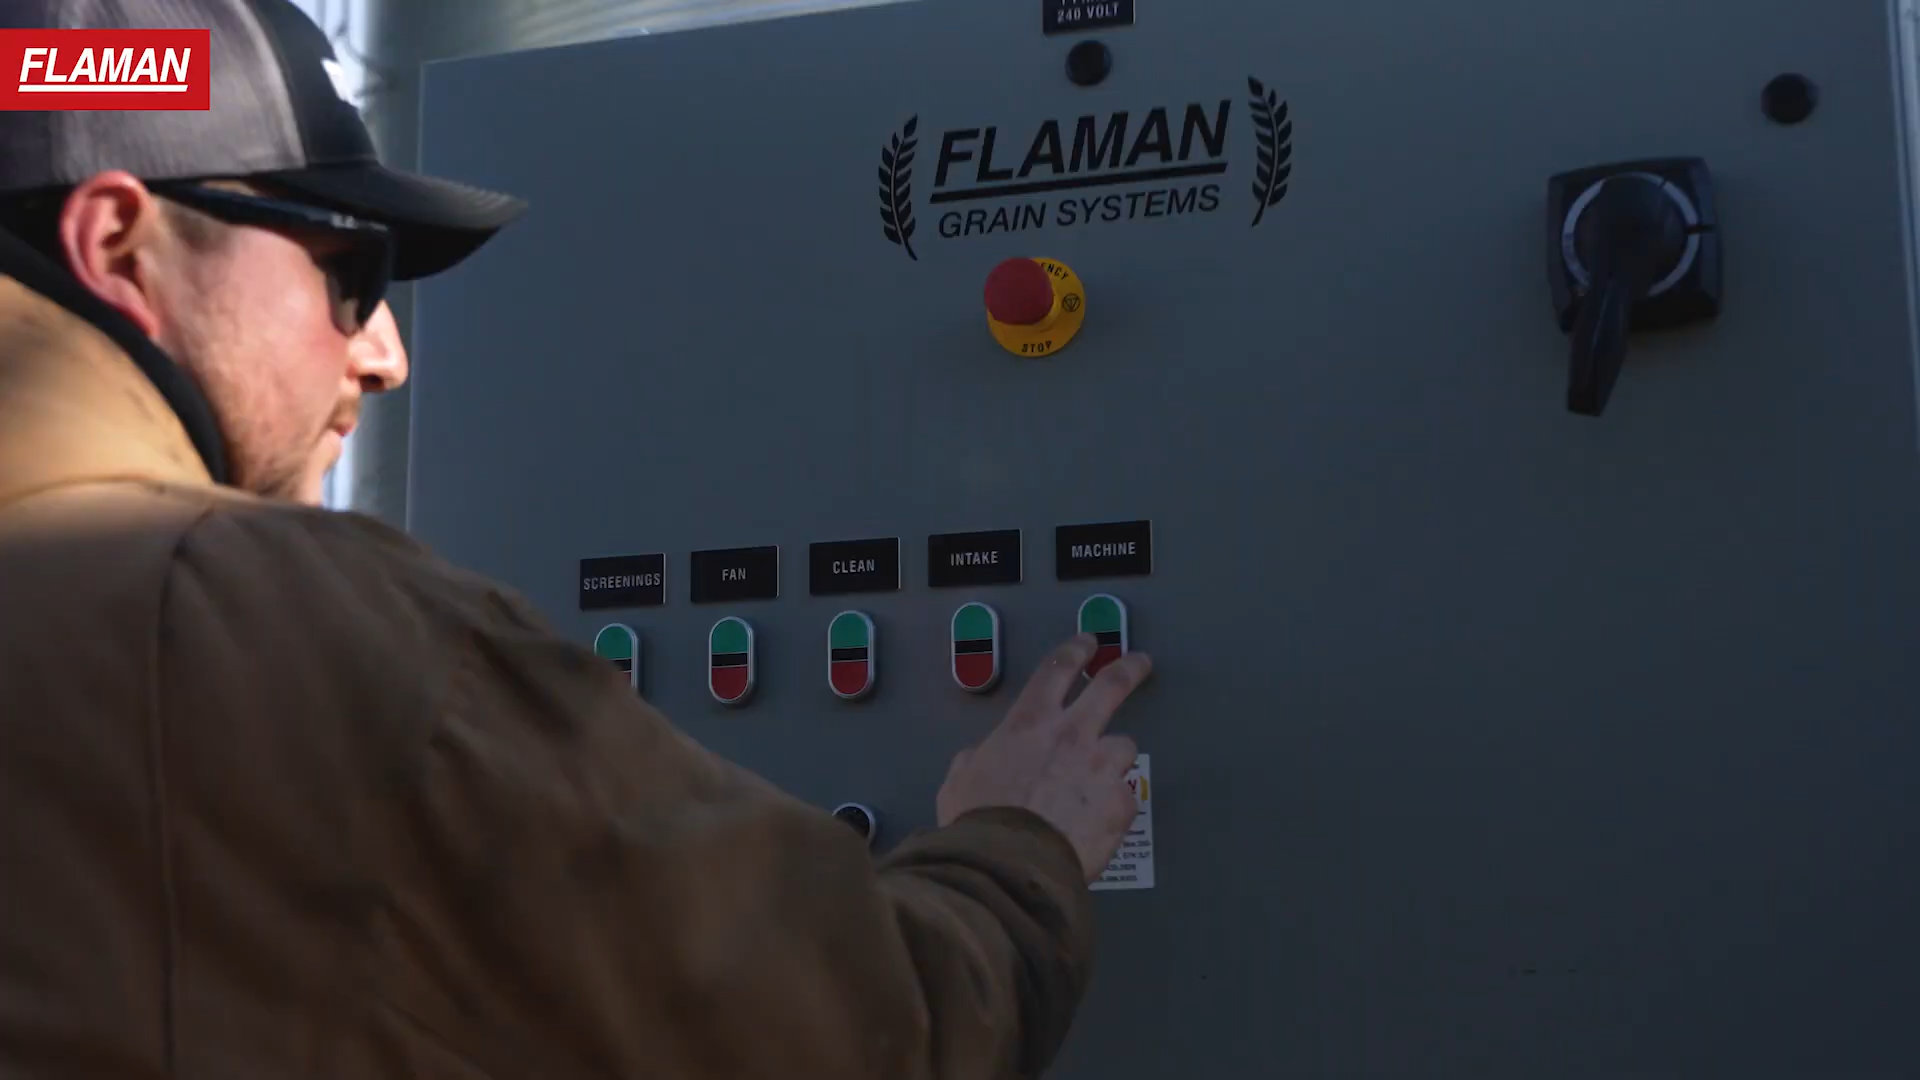 FLAMAN
240 VOLT
FLAMAN
GRAIN SYSTEMS
STOP
SCREENINGS
FAN
CLEAN
INTAKE
MACHINE